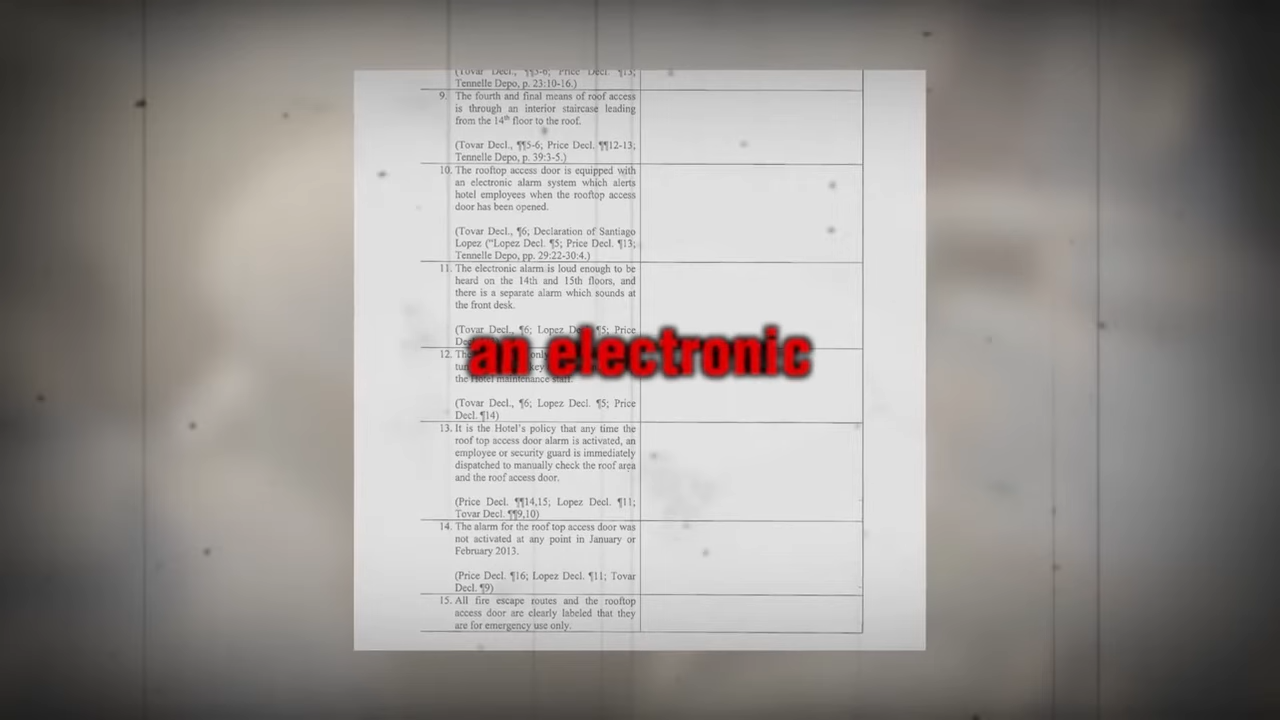 (Tovar Decl., ¶¶5-6; Price Decl. ¶13;
Tennelle Depo, p. 23:10-16.)
9. The fourth and final means of roof access
is through an interior staircase leading
from the 14th floor to the roof.
(Tovar Decl., ¶¶5-6; Price Decl. ¶¶12-13;
Tennelle Depo, p. 39:3-5.)
10. The rooftop access door is equipped with
an electronic alarm system which alerts
hotel employees when the rooftop access
door has been opened.
(Tovar Decl., ¶6; Declaration of Santiago
Lopez ("Lopez Decl. ¶5; Price Decl. ¶13;
Tennelle Depo, pp. 29:22-30:4.)
11. The electronic alarm is loud enough to be
heard on the 14th and 15th floors, and
there is a separate alarm which sounds at
the front desk.
(Tovar Decl., ¶6; Lopez Decl. ¶5; Price
an electronic
12. The only
key
the Hotel maintenance staff.
(Tovar Decl., ¶6; Lopez Decl. ¶5; Price
Decl. ¶14)
13. It is the Hotel's policy that any time the
roof top access door alarm is activated, an
employee or security guard is immediately
dispatched to manually check the roof area
and the roof access door.
(Price Decl. ¶¶14,15; Lopez Decl. ¶11;
Tovar Decl. ¶¶9,10)
14. The alarm for the roof top access door was
not activated at any point in January or
February 2013.
(Price Decl. ¶16; Lopez Decl. ¶11; Tovar
Decl. ¶9)
15. All fire escape routes and the rooftop
access door are clearly labeled that they
are for emergency use only.